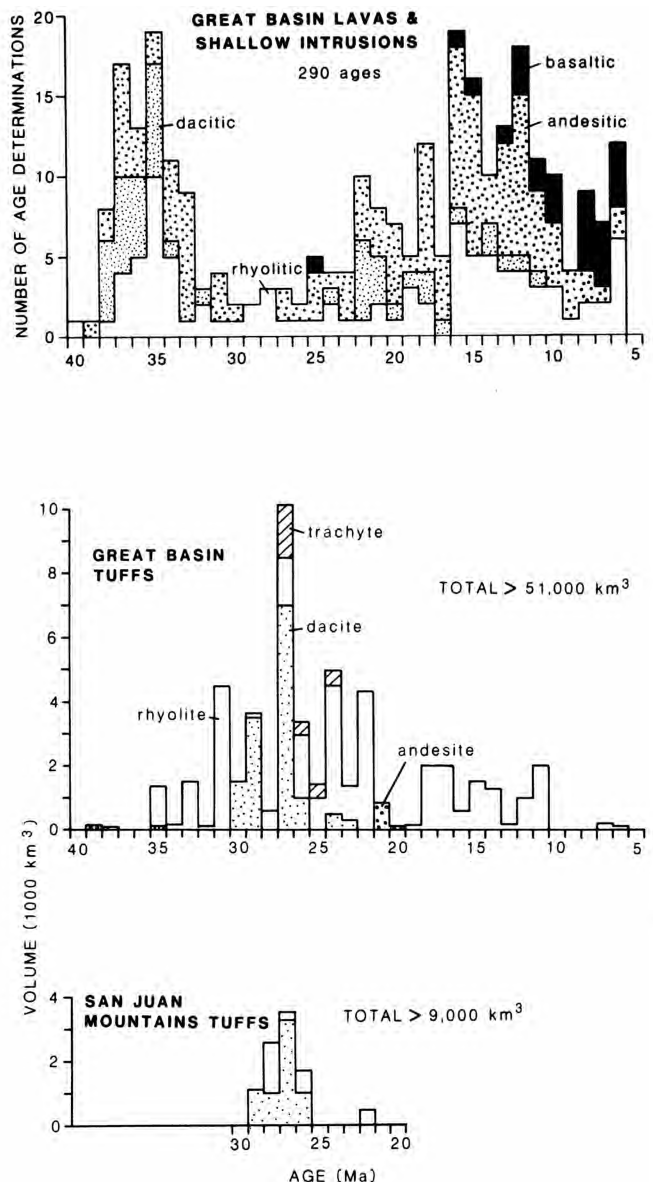 GREAT BASIN LAVAS &
SHALLOW INTRUSIONS
290 ages
NUMBER OF AGE DETERMINATIONS
20
15
10
5
0
basaltic
andesitic
dacitic
rhyolitic
40 35 30 25 20 15 10 5
GREAT BASIN
TUFFS
TOTAL > 51,000 km³
10
8
6
4
2
0
trachyte
dacite
rhyolite
andesite
40 35 30 25 20 15 10 5
VOLUME (1000 km³)
SAN JUAN
MOUNTAINS TUFFS
TOTAL > 9,000 km³
4
2
0
30 25 20
AGE (Ma)